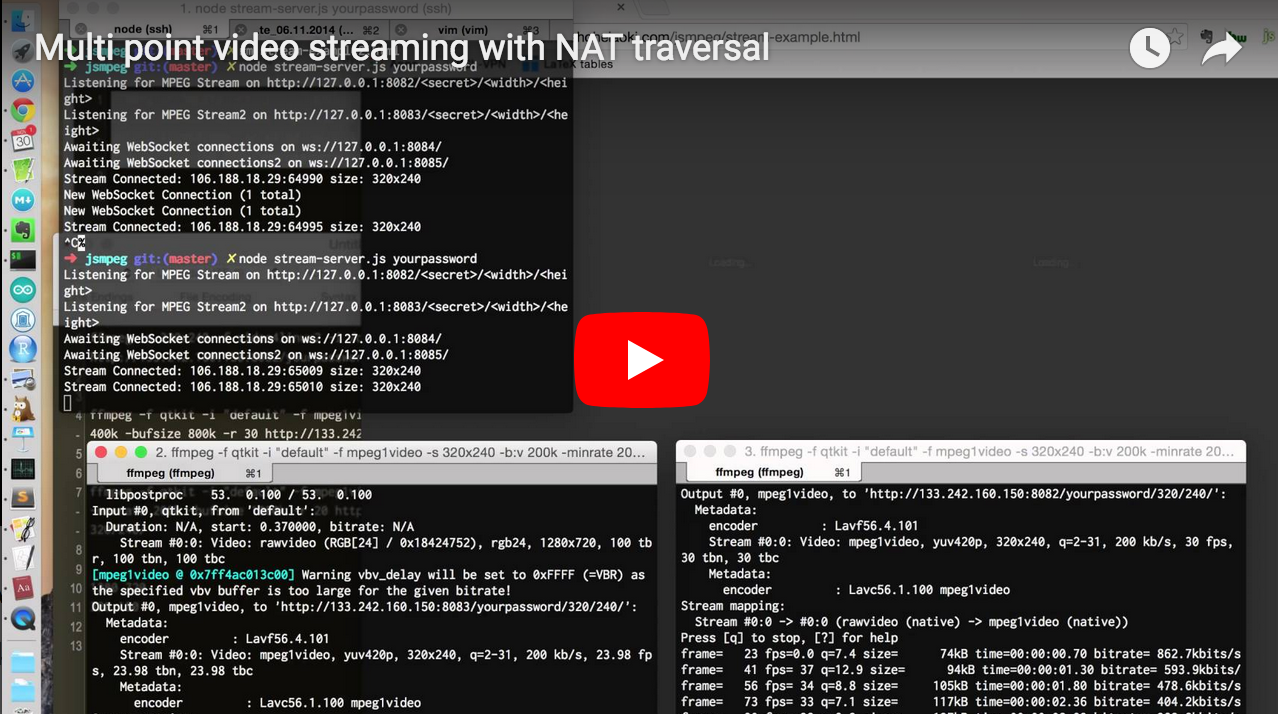 1. node stream-server.js yourpassword (ssh)
node (ssh) ⌘1 te_06.11.2014 (... ⌘2 vim (vim) ⌘3
jsmpeg/stream-example.html
Multi point video streaming with NAT traversal
VPN LaTeX tables
➜ jsmpeg git:(master) ✗ node stream-server.js yourpassword
Listening for MPEG Stream on http://127.0.0.1:8082/<secret>/<width>/<hei
ght>
Listening for MPEG Stream2 on http://127.0.0.1:8083/<secret>/<width>/<he
ight>
Awaiting WebSocket connections on ws://127.0.0.1:8084/
Awaiting WebSocket connections2 on ws://127.0.0.1:8085/
Stream Connected: 106.188.18.29:64990 size: 320x240
New WebSocket Connection (1 total)
New WebSocket Connection (1 total)
Stream Connected: 106.188.18.29:64995 size: 320x240
^C%
➜ jsmpeg git:(master) ✗ node stream-server.js yourpassword
Listening for MPEG Stream on http://127.0.0.1:8082/<secret>/<width>/<hei
ght>
Listening for MPEG Stream2 on http://127.0.0.1:8083/<secret>/<width>/<he
ight>
Awaiting WebSocket connections on ws://127.0.0.1:8084/
Awaiting WebSocket connections2 on ws://127.0.0.1:8085/
Stream Connected: 106.188.18.29:65009 size: 320x240
Stream Connected: 106.188.18.29:65010 size: 320x240
Loading... Loading...
4 ffmpeg -f qtkit -i "default" -f mpeg1vi
- 400k -bufsize 800k -r 30 http://133.242
2. ffmpeg -f qtkit -i "default" -f mpeg1video -s 320x240 -b:v 200k -minrate 20...
ffmpeg (ffmpeg) ⌘1
libpostproc 53. 0.100 / 53. 0.100
Input #0, qtkit, from 'default':
Duration: N/A, start: 0.370000, bitrate: N/A
Stream #0:0: Video: rawvideo (RGB[24] / 0x18424752), rgb24, 1280x720, 100 tb
r, 100 tbn, 100 tbc
[mpeg1video @ 0x7ff4ac013c00] Warning vbv_delay will be set to 0xFFFF (=VBR) as
the specified vbv buffer is too large for the given bitrate!
Output #0, mpeg1video, to 'http://133.242.160.150:8083/yourpassword/320/240/':
Metadata:
encoder : Lavf56.4.101
Stream #0:0: Video: mpeg1video, yuv420p, 320x240, q=2-31, 200 kb/s, 23.98 fp
s, 23.98 tbn, 23.98 tbc
Metadata:
encoder : Lavc56.1.100 mpeg1video
3. ffmpeg -f qtkit -i "default" -f mpeg1video -s 320x240 -b:v 200k -minrate 20...
ffmpeg (ffmpeg) ⌘1
Output #0, mpeg1video, to 'http://133.242.160.150:8082/yourpassword/320/240/':
Metadata:
encoder : Lavf56.4.101
Stream #0:0: Video: mpeg1video, yuv420p, 320x240, q=2-31, 200 kb/s, 30 fps,
30 tbn, 30 tbc
Metadata:
encoder : Lavc56.1.100 mpeg1video
Stream mapping:
Stream #0:0 -> #0:0 (rawvideo (native) -> mpeg1video (native))
Press [q] to stop, [?] for help
frame= 23 fps=0.0 q=7.4 size= 74kB time=00:00:00.70 bitrate= 862.7kbits/s
frame= 41 fps= 37 q=12.9 size= 94kB time=00:00:01.30 bitrate= 593.9kbits/
frame= 56 fps= 34 q=8.8 size= 105kB time=00:00:01.80 bitrate= 478.6kbits/s
frame= 73 fps= 33 q=7.1 size= 117kB time=00:00:02.36 bitrate= 404.2kbits/s